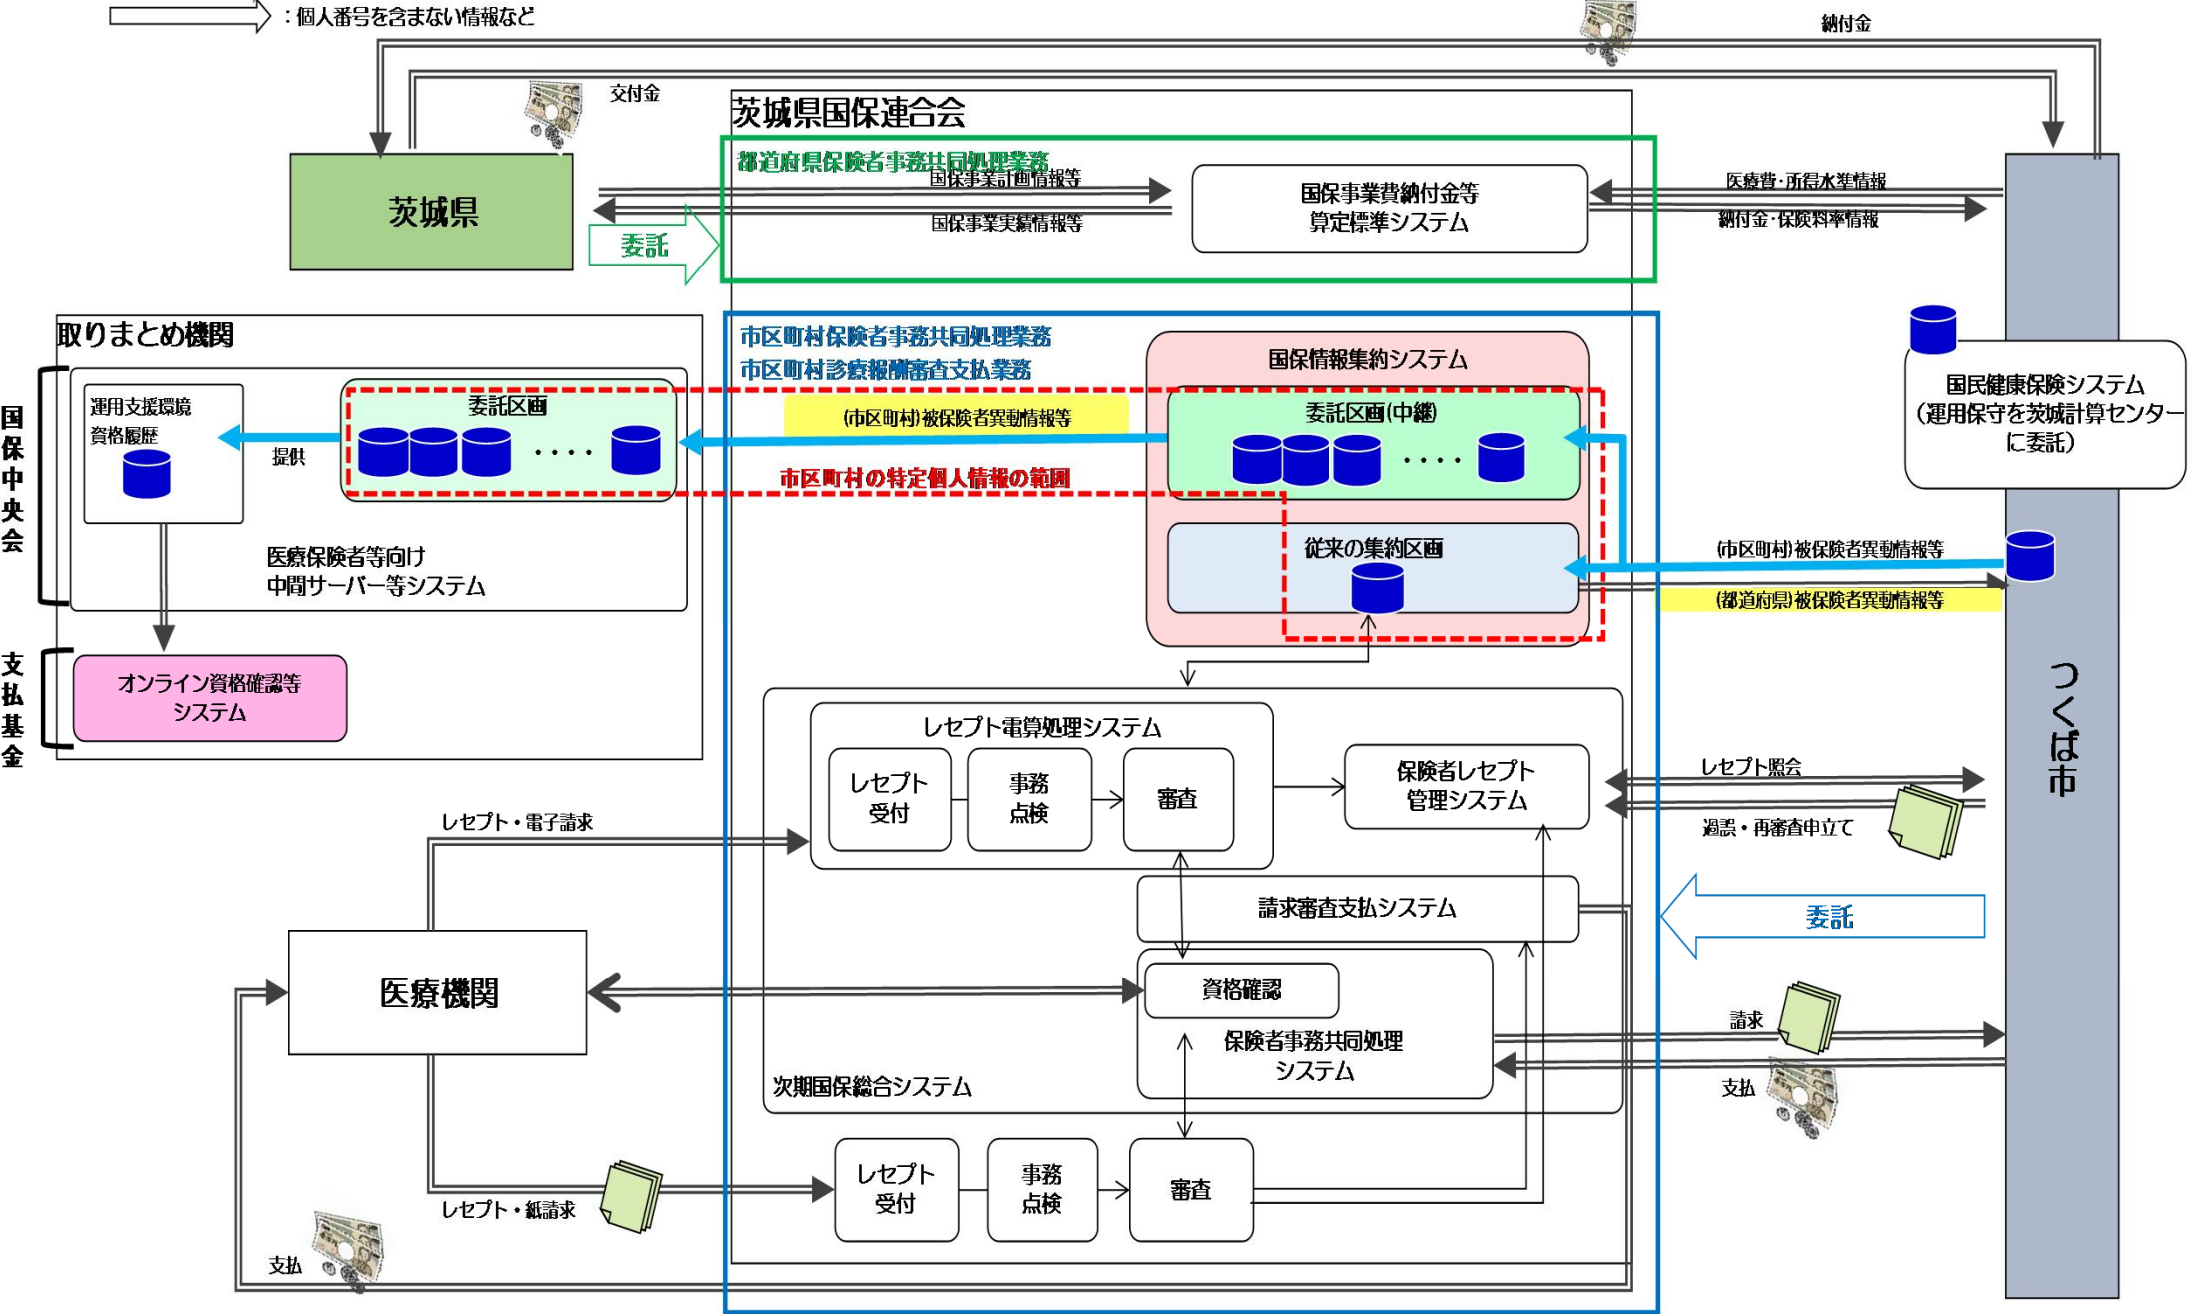 ：個人番号を含まない情報など
納付金
交付金
茨城県国保連合会
都道府県保険者事務共同処理業務
国保事業計画情報等
国保事業実績情報等
茨城県
委託
国保事業費納付金等
算定標準システム
医療費・所得水準情報
納付金・保険料率情報
取りまとめ機関
市区町村保険者事務共同処理業務
市区町村診療報酬審査支払業務
国保情報集約システム
国民健康保険システム
（運用保守を茨城計算センター
に委託）
国保中央会
運用支援環境
資格履歴
提供
委託区画
････
(市区町村)被保険者異動情報等
委託区画(中継)
････
市区町村の特定個人情報の範囲
従来の集約区画
(市区町村)被保険者異動情報等
(都道府県)被保険者異動情報等
医療保険者等向け
中間サーバー等システム
支払基金
オンライン資格確認等
システム
つくば市
レセプト電算処理システム
レセプト
受付
事務
点検
審査
保険者レセプト
管理システム
レセプト照会
過誤・再審査申立て
レセプト・電子請求
請求審査支払システム
委託
医療機関
資格確認
保険者事務共同処理
システム
請求
支払
次期国保総合システム
レセプト
受付
事務
点検
審査
レセプト・紙請求
支払